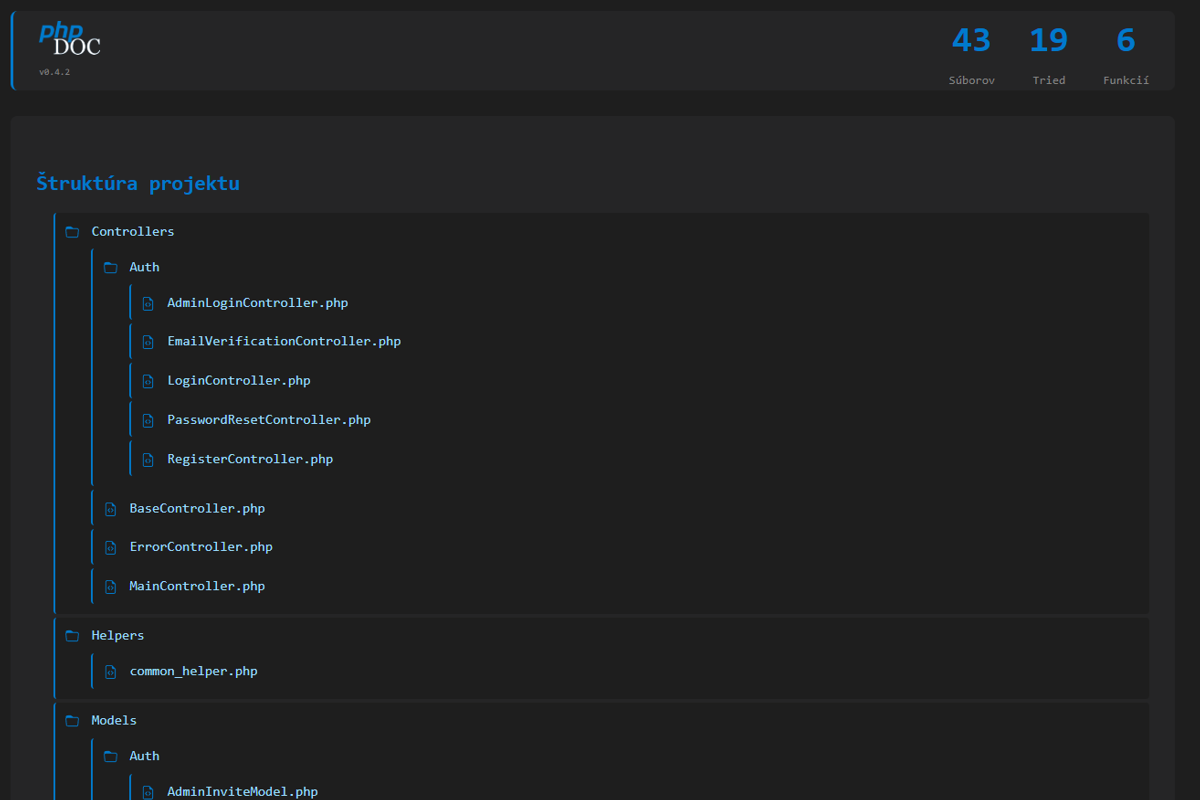 php
DOC
v0.4.2
43 19 6
Súborov Tried Funkcií
Štruktúra projektu
Controllers
Auth
AdminLoginController.php
EmailVerificationController.php
LoginController.php
PasswordResetController.php
RegisterController.php
BaseController.php
ErrorController.php
MainController.php
Helpers
common_helper.php
Models
Auth
AdminInviteModel.php